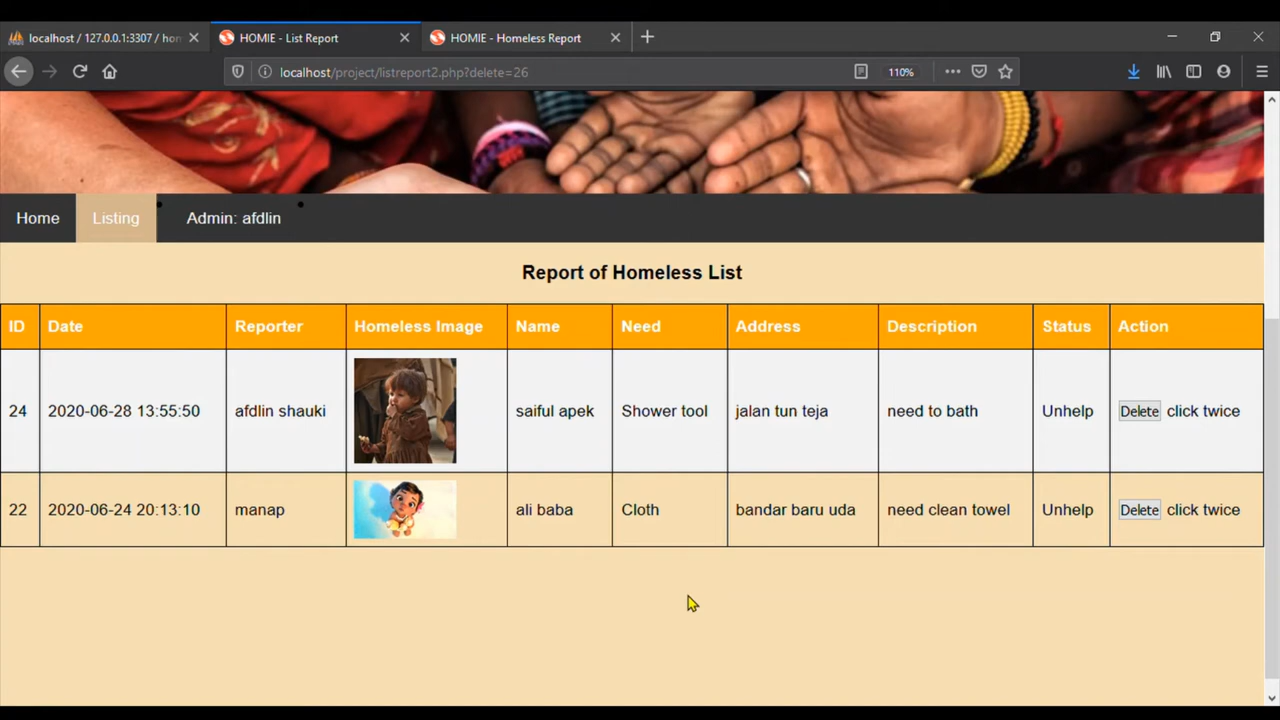 localhost / 127.0.0.1:3307 / hom
HOMIE - List Report
HOMIE - Homeless Report
localhost/project/listreport2.php?delete=26
110%
Home
Listing
Admin: afdlin
Report of Homeless List
ID Date Reporter Homeless Image Name Need Address Description Status Action
24 2020-06-28 13:55:50 afdlin shauki saiful apek Shower tool jalan tun teja need to bath Unhelp Delete click twice
22 2020-06-24 20:13:10 manap ali baba Cloth bandar baru uda need clean towel Unhelp Delete click twice